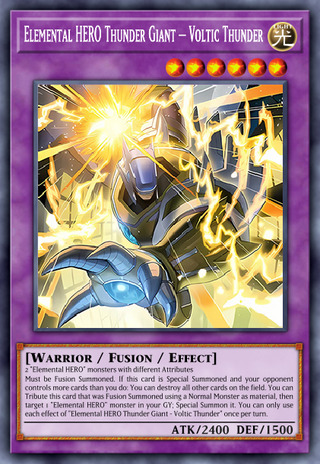 Elemental HERO Thunder Giant – Voltic Thunder
LIGHT
光
[Warrior / Fusion / Effect]
2 "Elemental HERO" monsters with different Attributes
Must be Fusion Summoned. If this card is Special Summoned and your opponent
controls more cards than you do: You can destroy all other cards on the field. You can
Tribute this card that was Fusion Summoned using a Normal Monster as material, then
target 1 "Elemental HERO" monster in your GY; Special Summon it. You can only use
each effect of "Elemental HERO Thunder Giant - Voltic Thunder" once per turn.
ATK/2400 DEF/1500